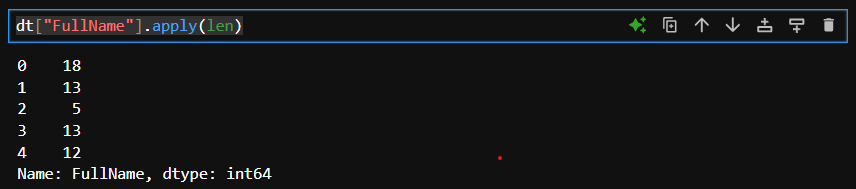 dt["FullName"].apply(len)
0    18
1    13
2     5
3    13
4    12
Name: FullName, dtype: int64